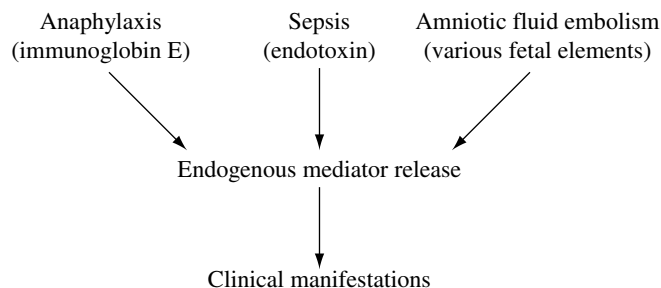 Anaphylaxis
(immunoglobin E)
Sepsis
(endotoxin)
Amniotic fluid embolism
(various fetal elements)
Endogenous mediator release
Clinical manifestations